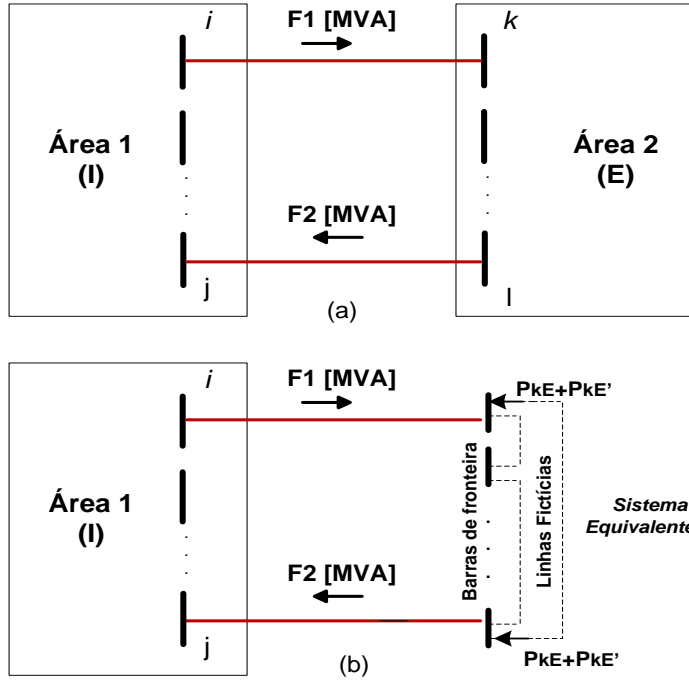 i
F1 [MVA]
k
Área 1
(I)
Área 2
(E)
F2 [MVA]
j
l
(a)
i
F1 [MVA]
PkE+PkE'
Área 1
(I)
Barras de fronteira
Linhas Fictícias
Sistema
Equivalente
F2 [MVA]
j
PkE+PkE'
(b)